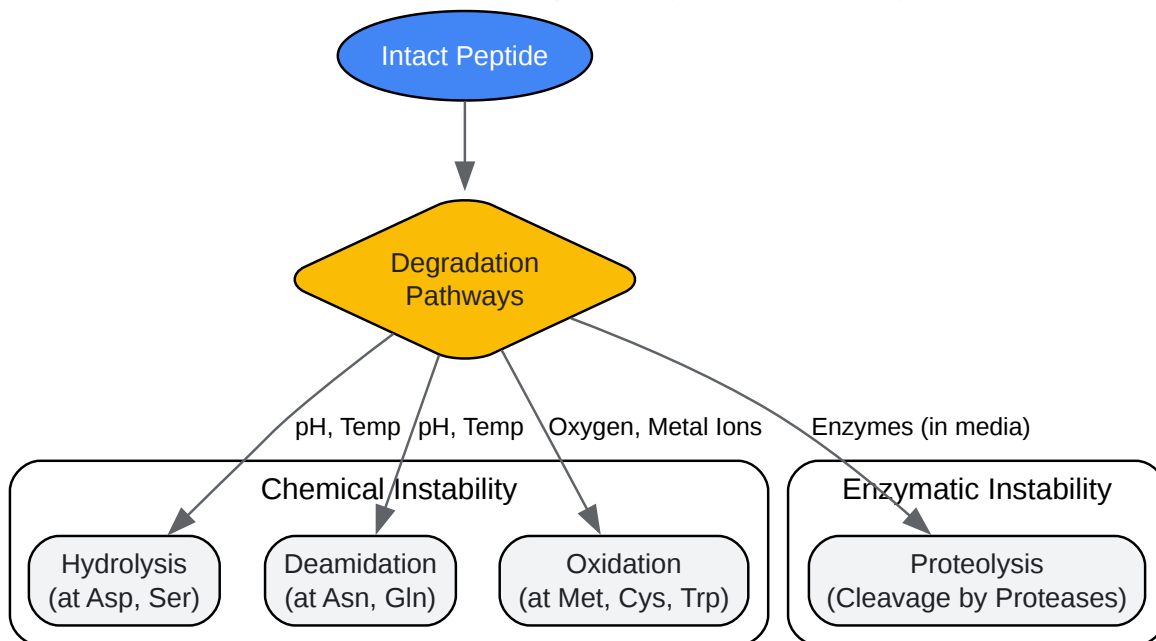 Intact Peptide
Degradation
Pathways
pH, Temp
pH, Temp
Oxygen, Metal Ions
Enzymes (in media)
Chemical Instability
Enzymatic Instability
Hydrolysis
(at Asp, Ser)
Deamidation
(at Asn, Gln)
Oxidation
(at Met, Cys, Trp)
Proteolysis
(Cleavage by Proteases)